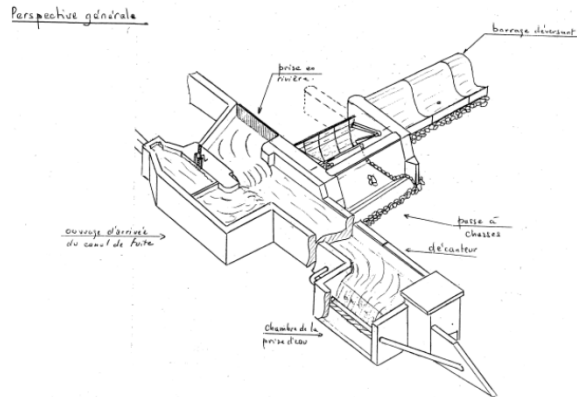 Perspective générale
barrage déversant
prise en
rivière.
passe à
chasses
décanteur
ouvrage d'arrivée
du canal de fuite
chambre de la
prise d'eau